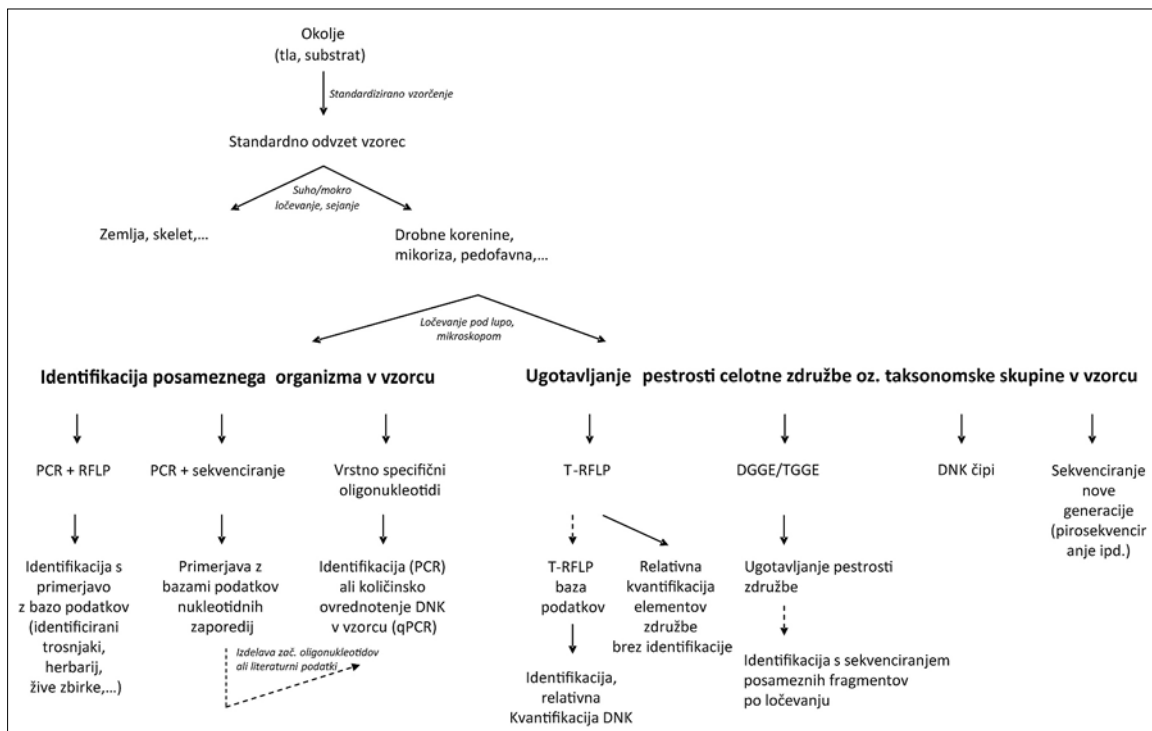 Okolje
(tla, substrat)
Standardizirano vzorčenje
Standardno odvzet vzorec
Suho/mokro
ločevanje, sejanje
Zemlja, skelet,...
Drobne korenine,
mikoriza, pedofavna,...
Ločevanje pod lupo,
mikroskopom
Identifikacija posameznega organizma v vzorcu
Ugotavljanje pestrosti celotne združbe oz. taksonomske skupine v vzorcu
PCR + RFLP
PCR + sekvenciranje
Vrstno specifični
oligonukleotidi
T-RFLP
DGGE/TGGE
DNK čipi
Sekvenciranje
nove
generacije
(pirosekvencir
anje ipd.)
Identifikacija s
primerjavo
z bazo podatkov
(identificirani
trosnjaki,
herbarij,
žive zbirke,...)
Primerjava z
bazami podatkov
nukleotidnih
zaporedij
Identifikacija (PCR)
ali količinsko
ovrednotenje DNK
v vzorcu (qPCR)
Izdelava zač. oligonukleotidov
ali literaturni podatki
T-RFLP
baza
podatkov
Relativna
kvantifikacija
elementov
združbe
brez identifikacije
Identifikacija,
relativna
Kvantifikacija DNK
Ugotavljanje pestrosti
združbe
Identifikacija s sekvenciranjem
posameznih fragmentov
po ločevanju